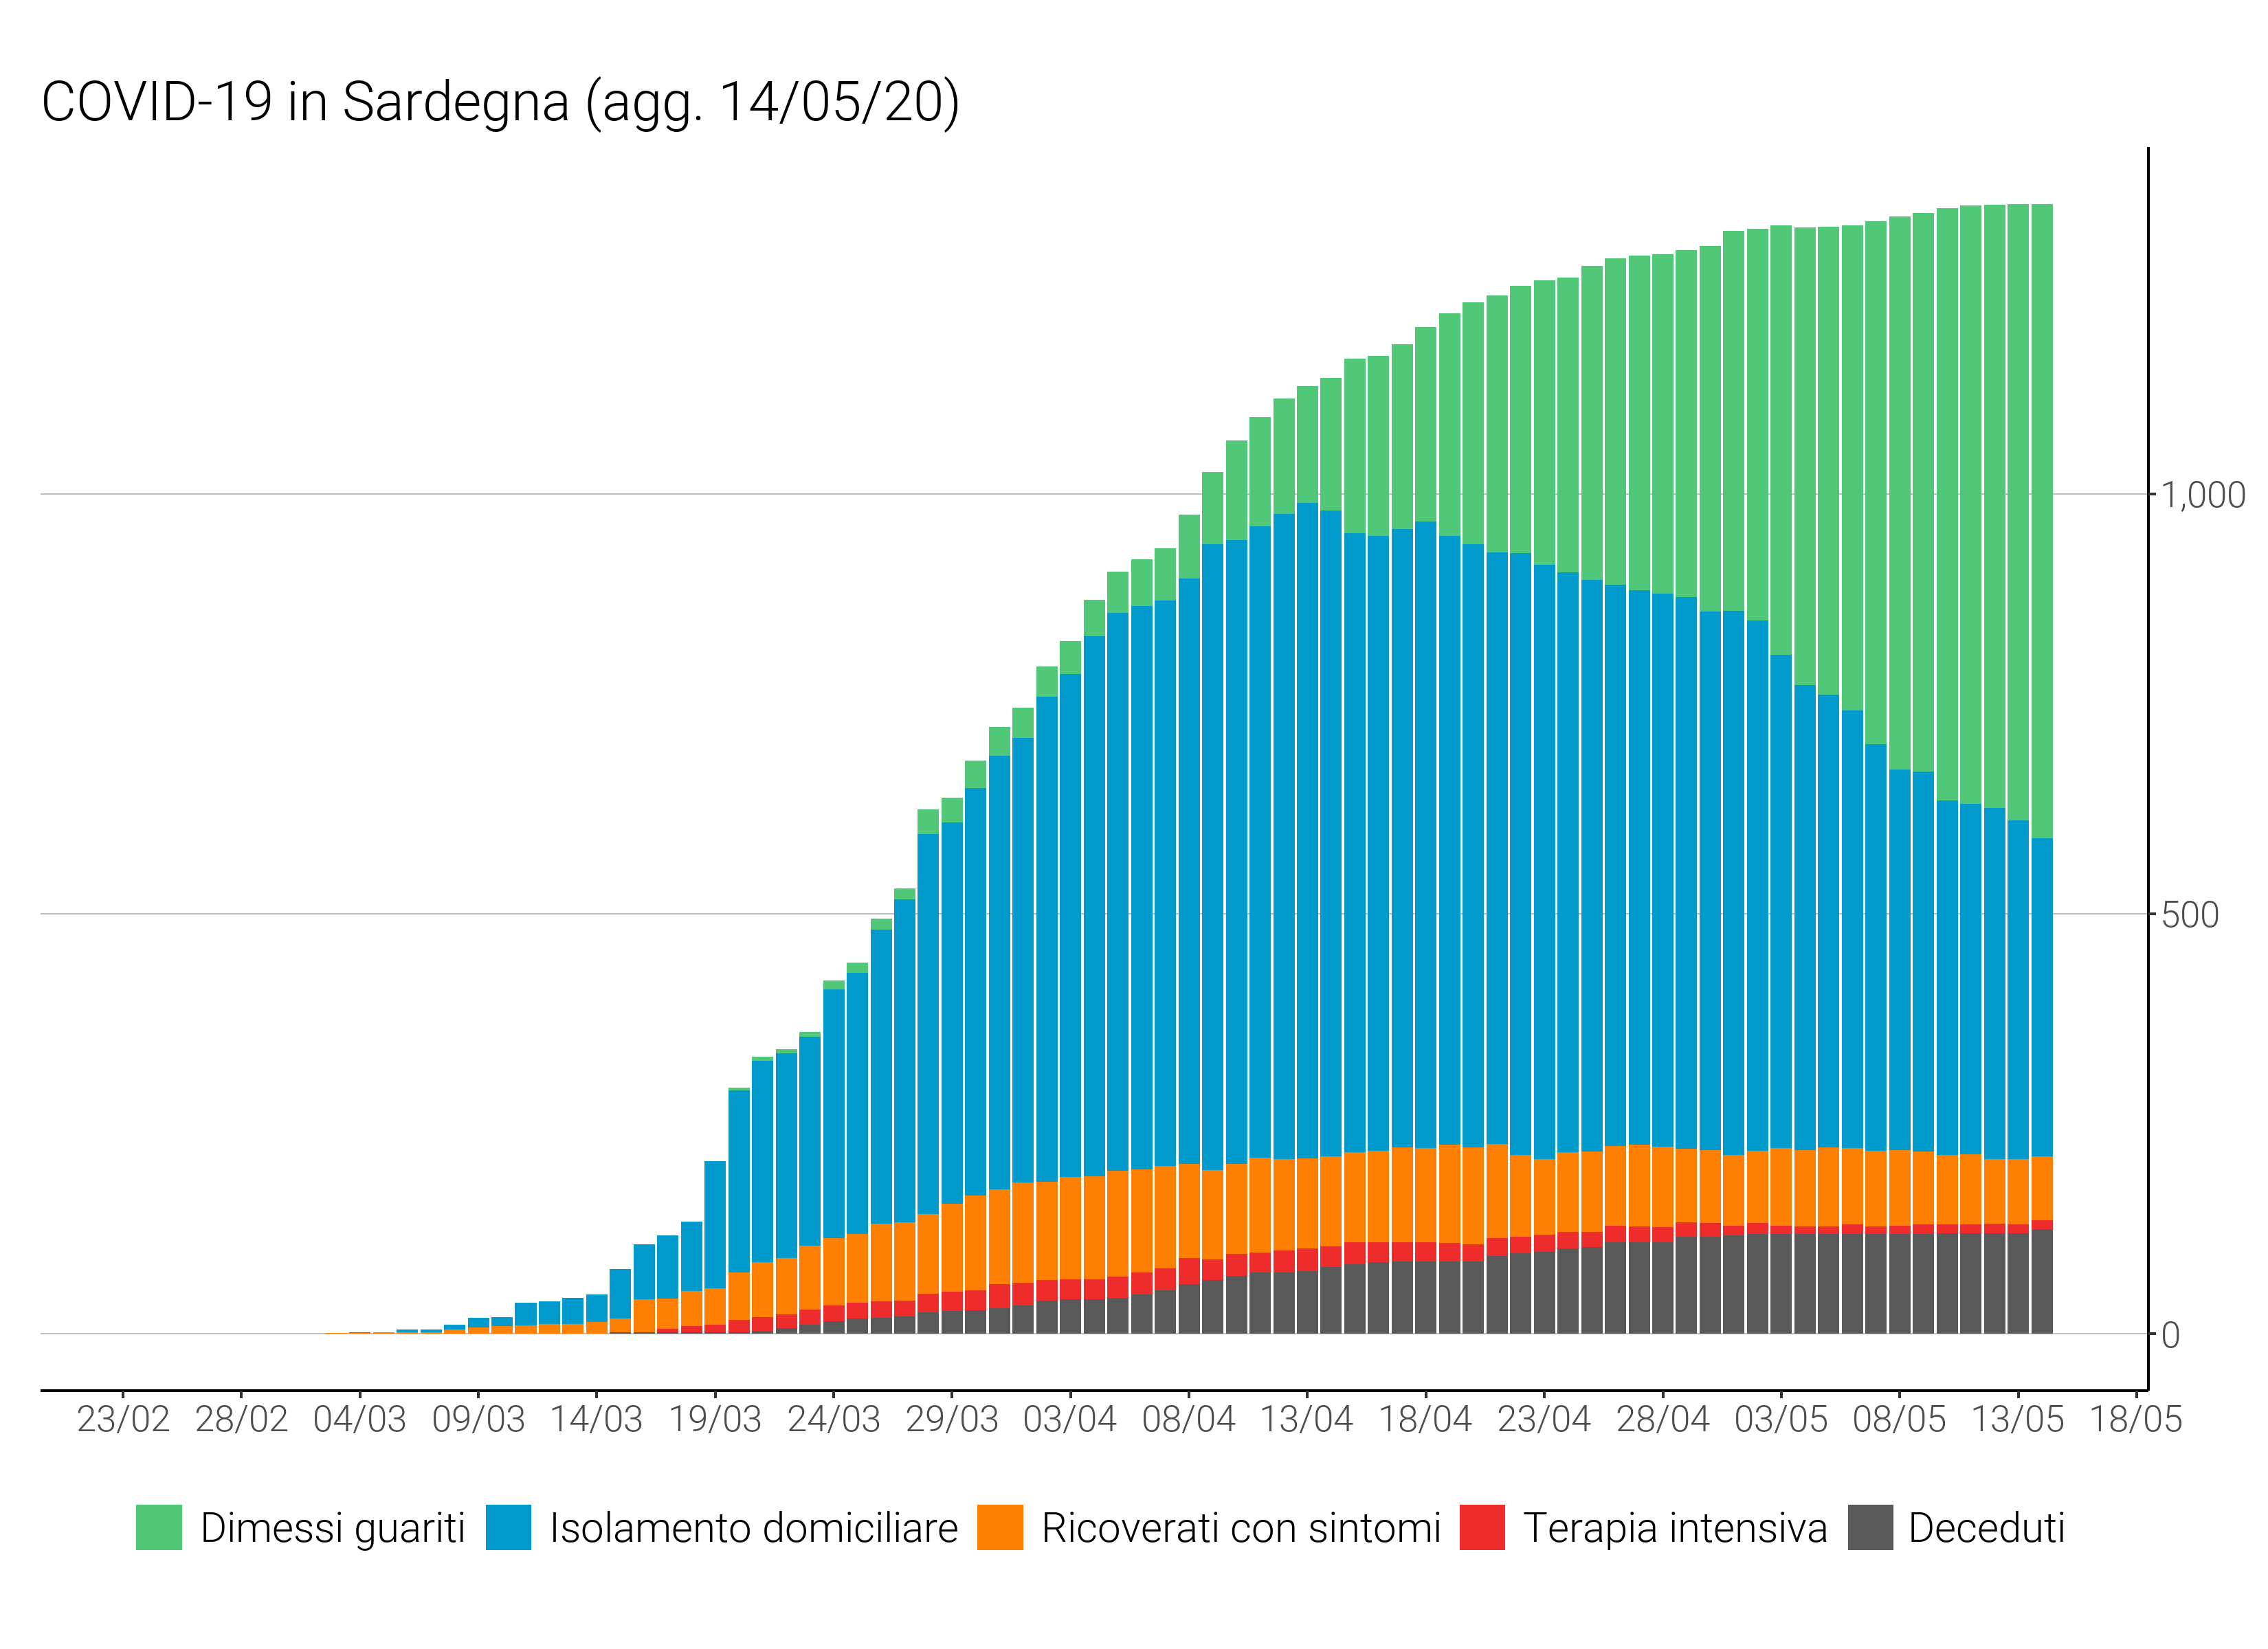 COVID-19 in Sardegna (agg. 14/05/20)
1,000
500
0
23/02 28/02 04/03 09/03 14/03 19/03 24/03 29/03 03/04 08/04 13/04 18/04 23/04 28/04 03/05 08/05 13/05 18/05
Dimessi guariti Isolamento domiciliare Ricoverati con sintomi Terapia intensiva Deceduti